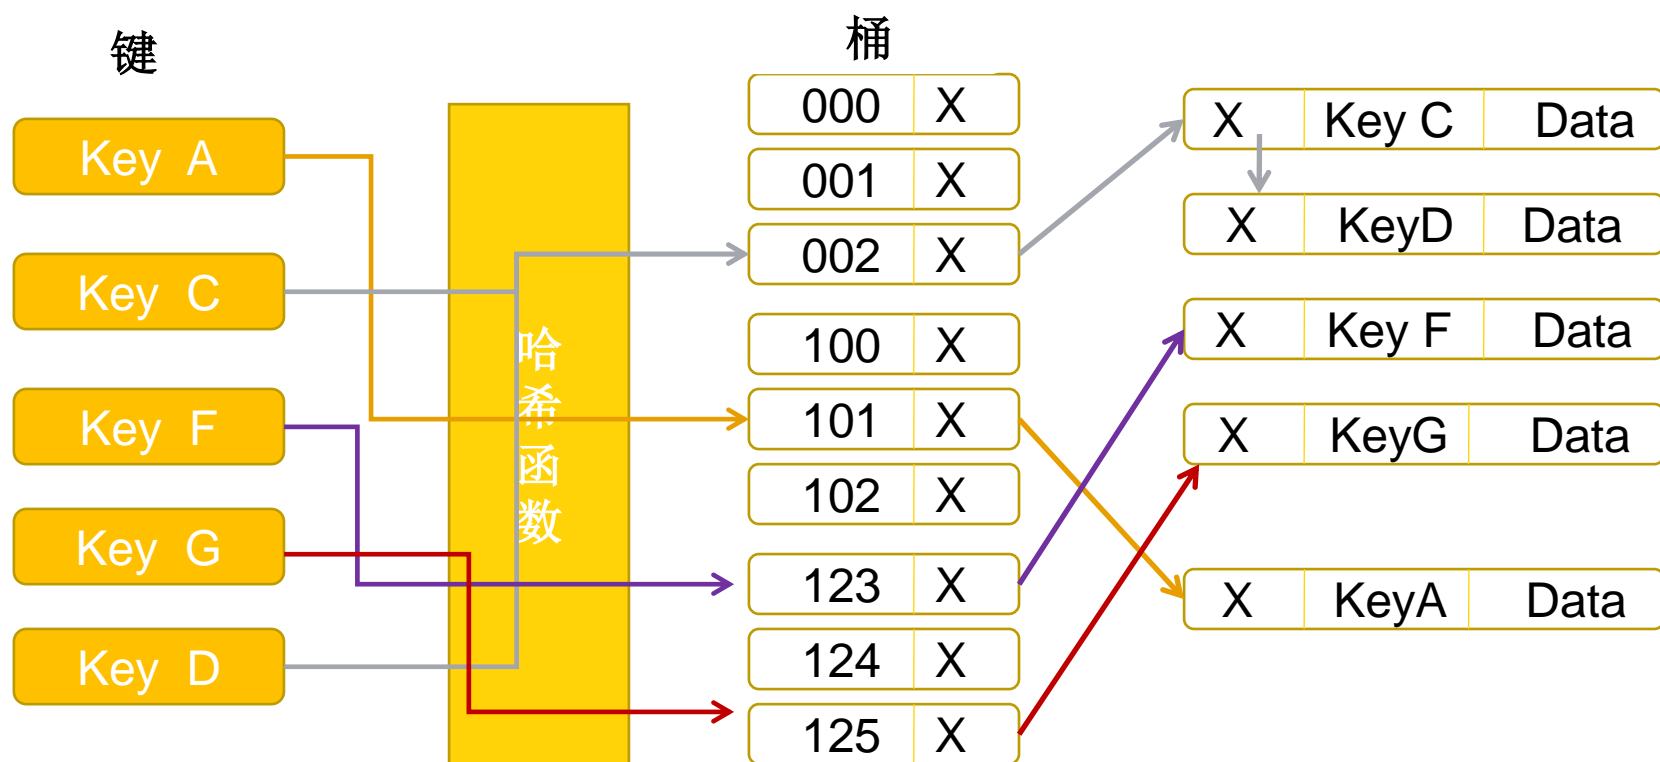 键
Key A
Key C
Key F
Key G
Key D
哈
希
函
数
桶
000 X
001 X
002 X
100 X
101 X
102 X
123 X
124 X
125 X
X Key C Data
X KeyD Data
X Key F Data
X KeyG Data
X KeyA Data